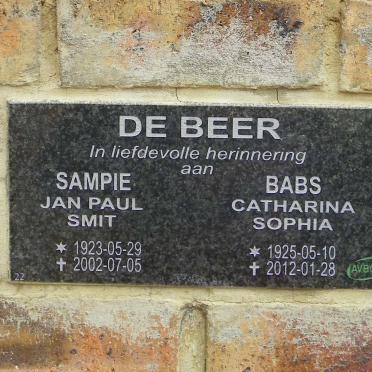 DE BEER
In liefdevolle herinnering
aan
SAMPIE
JAN PAUL
SMIT
* 1923-05-29
✝ 2002-07-05
BABS
CATHARINA
SOPHIA
* 1925-05-10
✝ 2012-01-28
22